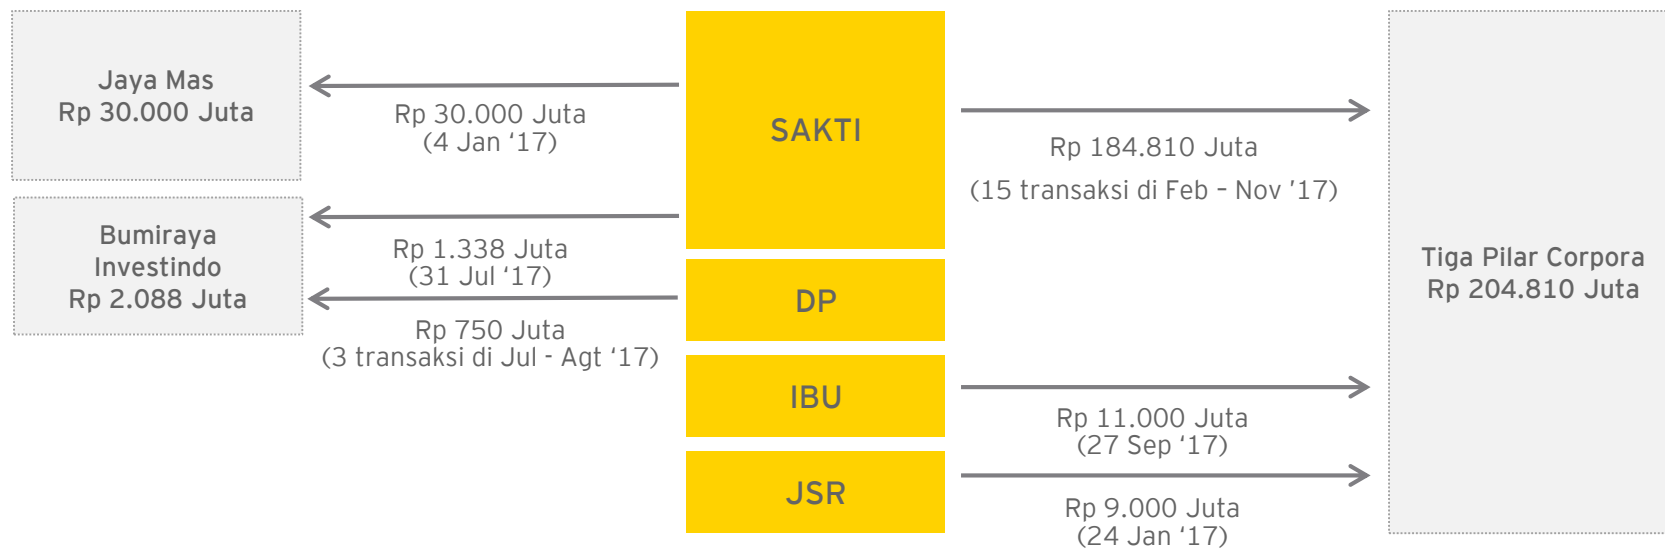 Jaya Mas
Rp 30.000 Juta
Rp 30.000 Juta
(4 Jan ‘17)
Bumiraya
Investindo
Rp 2.088 Juta
Rp 1.338 Juta
(31 Jul ‘17)
Rp 750 Juta
(3 transaksi di Jul - Agt ‘17)
SAKTI
DP
IBU
JSR
Rp 184.810 Juta
(15 transaksi di Feb – Nov ’17)
Rp 11.000 Juta
(27 Sep ‘17)
Rp 9.000 Juta
(24 Jan ‘17)
Tiga Pilar Corpora
Rp 204.810 Juta